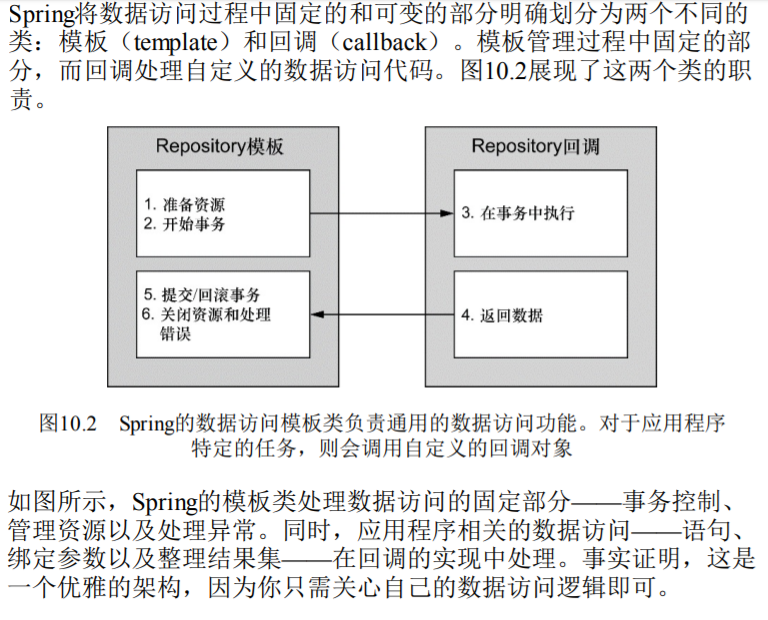 Spring将数据访问过程中固定的和可变的部分明确划分为两个不同的
类：模板（template）和回调（callback）。模板管理过程中固定的部
分，而回调处理自定义的数据访问代码。图10.2展现了这两个类的职
责。
Repository模板
1. 准备资源
2. 开始事务
5. 提交/回滚事务
6. 关闭资源和处理
错误
Repository回调
3. 在事务中执行
4. 返回数据
图10.2 Spring的数据访问模板类负责通用的数据访问功能。对于应用程序
特定的任务，则会调用自定义的回调对象
如图所示，Spring的模板类处理数据访问的固定部分——事务控制、
管理资源以及处理异常。同时，应用程序相关的数据访问——语句、
绑定参数以及整理结果集——在回调的实现中处理。事实证明，这是
一个优雅的架构，因为你只需关心自己的数据访问逻辑即可。